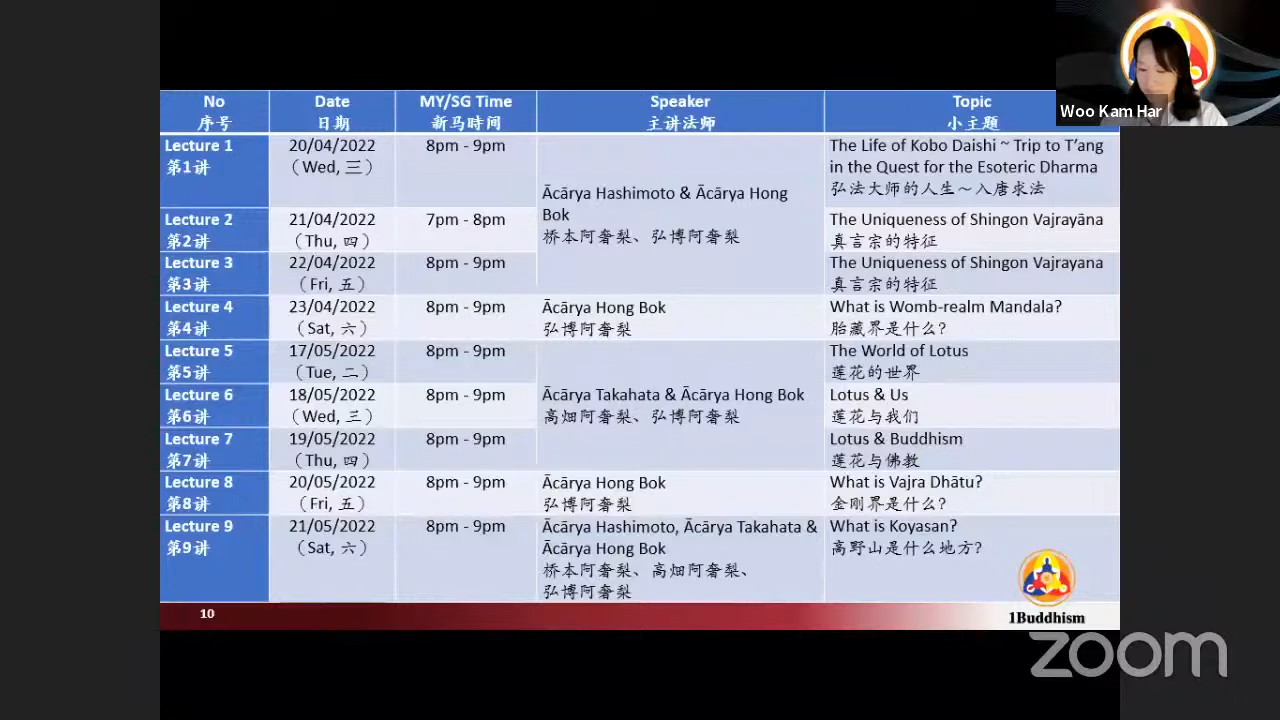 No
序号
Date
日期
MY/SG Time
新马时间
Speaker
主讲法师
Topic
小主题
Woo Kam Har
Lecture 1
第1讲
20/04/2022
(Wed, 三)
8pm - 9pm
Ācārya Hashimoto & Ācārya Hong
Bok
桥本阿奢梨、弘博阿奢梨
The Life of Kobo Daishi ~ Trip to T'ang
in the Quest for the Esoteric Dharma
弘法大师的人生~入唐求法
Lecture 2
第2讲
21/04/2022
(Thu, 四)
7pm - 8pm
The Uniqueness of Shingon Vajrayāna
真言宗的特征
Lecture 3
第3讲
22/04/2022
(Fri, 五)
8pm - 9pm
The Uniqueness of Shingon Vajrayana
真言宗的特征
Lecture 4
第4讲
23/04/2022
(Sat, 六)
8pm - 9pm
Ācārya Hong Bok
弘博阿奢梨
What is Womb-realm Mandala?
胎藏界是什么?
Lecture 5
第5讲
17/05/2022
(Tue, 二)
8pm - 9pm
Ācārya Takahata & Ācārya Hong Bok
高畑阿奢梨、弘博阿奢梨
The World of Lotus
莲花的世界
Lecture 6
第6讲
18/05/2022
(Wed, 三)
8pm - 9pm
Lotus & Us
莲花与我们
Lecture 7
第7讲
19/05/2022
(Thu, 四)
8pm - 9pm
Lotus & Buddhism
莲花与佛教
Lecture 8
第8讲
20/05/2022
(Fri, 五)
8pm - 9pm
Ācārya Hong Bok
弘博阿奢梨
What is Vajra Dhātu?
金刚界是什么?
Lecture 9
第9讲
21/05/2022
(Sat, 六)
8pm - 9pm
Ācārya Hashimoto, Ācārya Takahata &
Ācārya Hong Bok
桥本阿奢梨、高畑阿奢梨、
弘博阿奢梨
What is Koyasan?
高野山是什么地方?
10
1Buddhism
zoom